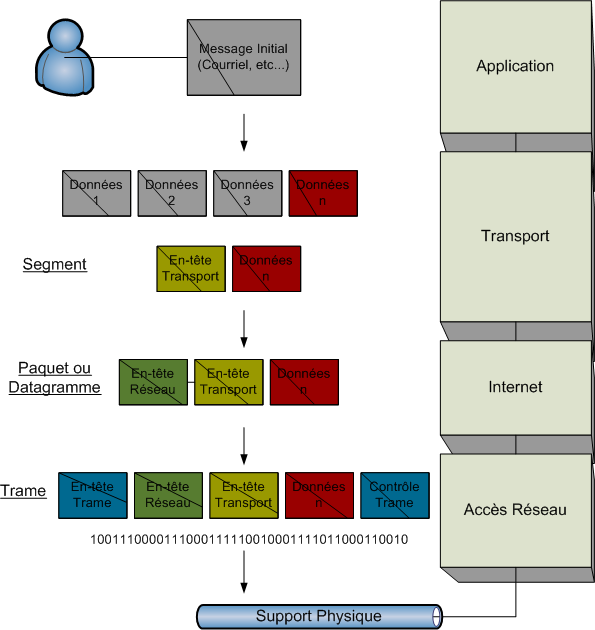 Message Initial
(Courriel, etc...)
Application
Données
1
Données
2
Données
3
Données
n
Transport
Segment
En-tête
Transport
Données
n
Paquet ou
Datagramme
En-tête
Réseau
En-tête
Transport
Données
n
Internet
Trame
En-tête
Trame
En-tête
Réseau
En-tête
Transport
Données
n
Contrôle
Trame
Accès Réseau
1001110000111000111111001000111101100011​0010
Support Physique